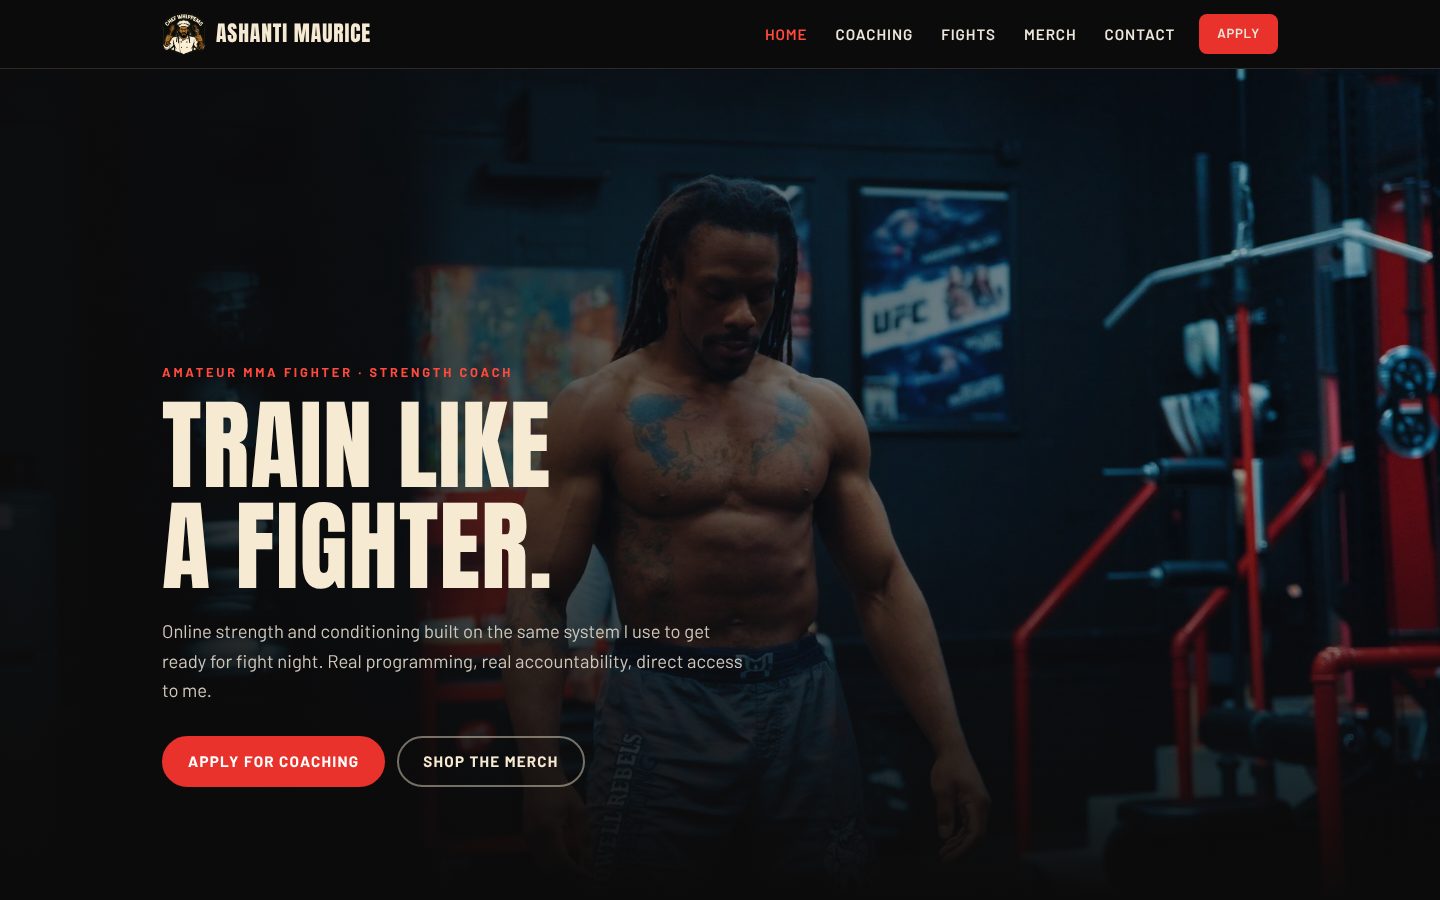 CHEF WHIPPEMS
ASHANTI MAURICE
HOME COACHING FIGHTS MERCH CONTACT APPLY
UFC
AMATEUR MMA FIGHTER · STRENGTH COACH
TRAIN LIKE
A FIGHTER.
Online strength and conditioning built on the same system I use to get
ready for fight night. Real programming, real accountability, direct access
to me.
APPLY FOR COACHING SHOP THE MERCH